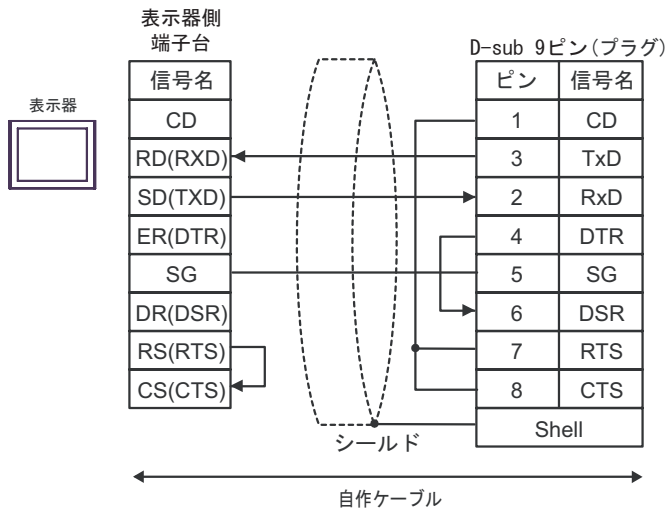 表示器側
端子台
D-sub 9ピン(プラグ)
表示器
信号名
ピン 信号名
CD
1 CD
RD(RXD)
3 TxD
SD(TXD)
2 RxD
ER(DTR)
4 DTR
SG
5 SG
DR(DSR)
6 DSR
RS(RTS)
7 RTS
CS(CTS)
8 CTS
Shell
シールド
自作ケーブル